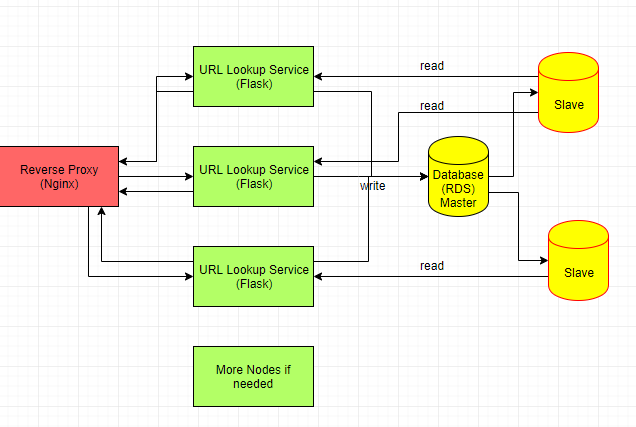 read
URL Lookup Service
(Flask)
Slave
read
Reverse Proxy
(Nginx)
URL Lookup Service
(Flask)
write
Database
(RDS)
Master
URL Lookup Service
(Flask)
read
Slave
More Nodes if
needed